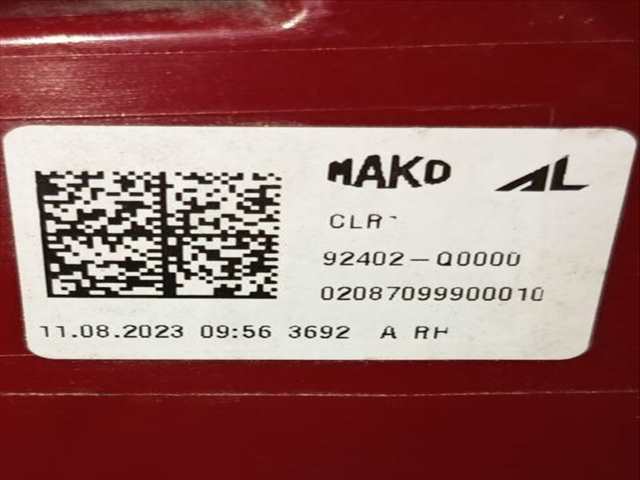 MAKO AL
CLR
92402-Q0000
02087099900010
11.08.2023 09:56 3692 A RH